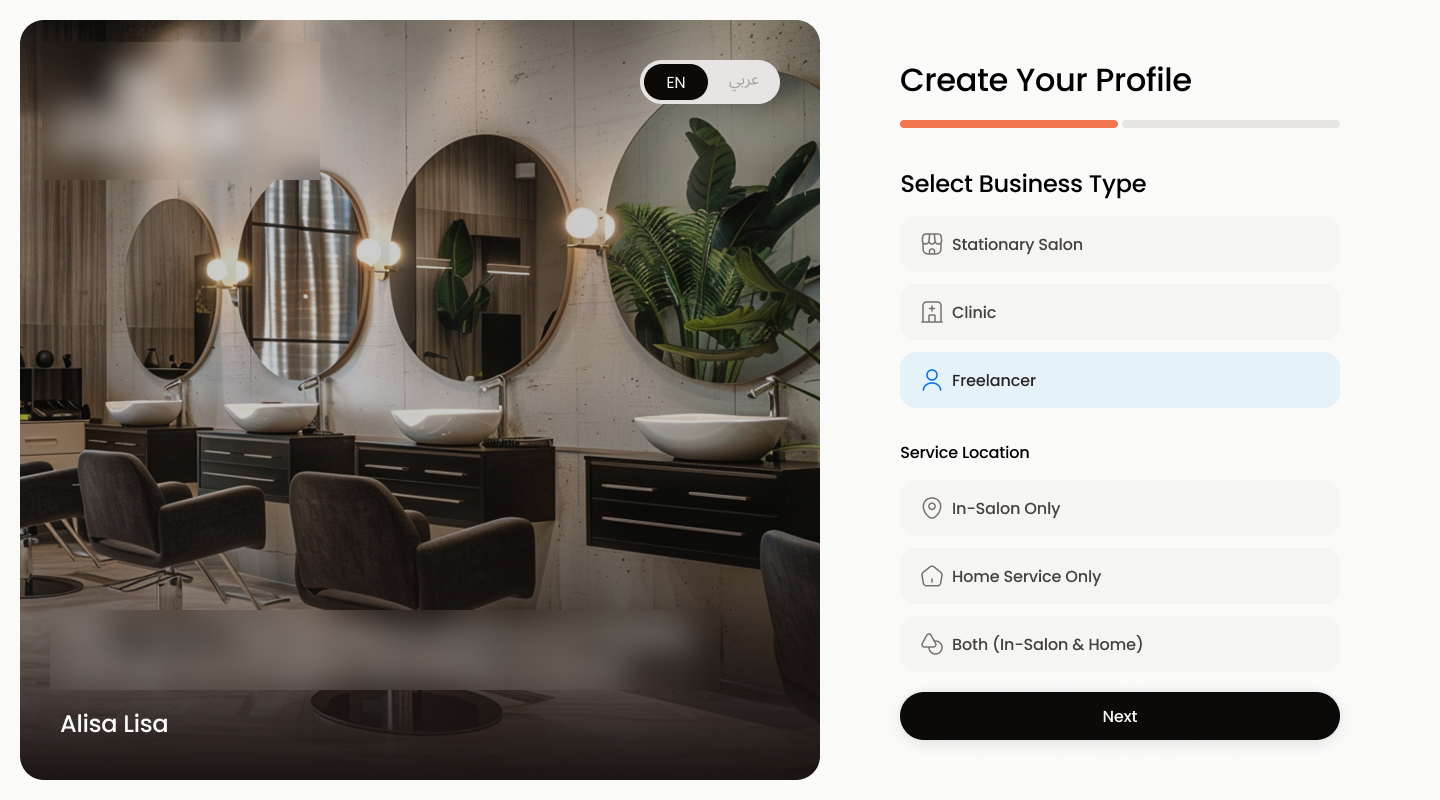 EN
عربي
Alisa Lisa
Create Your Profile
Select Business Type
Stationary Salon
Clinic
Freelancer
Service Location
In-Salon Only
Home Service Only
Both (In-Salon & Home)
Next